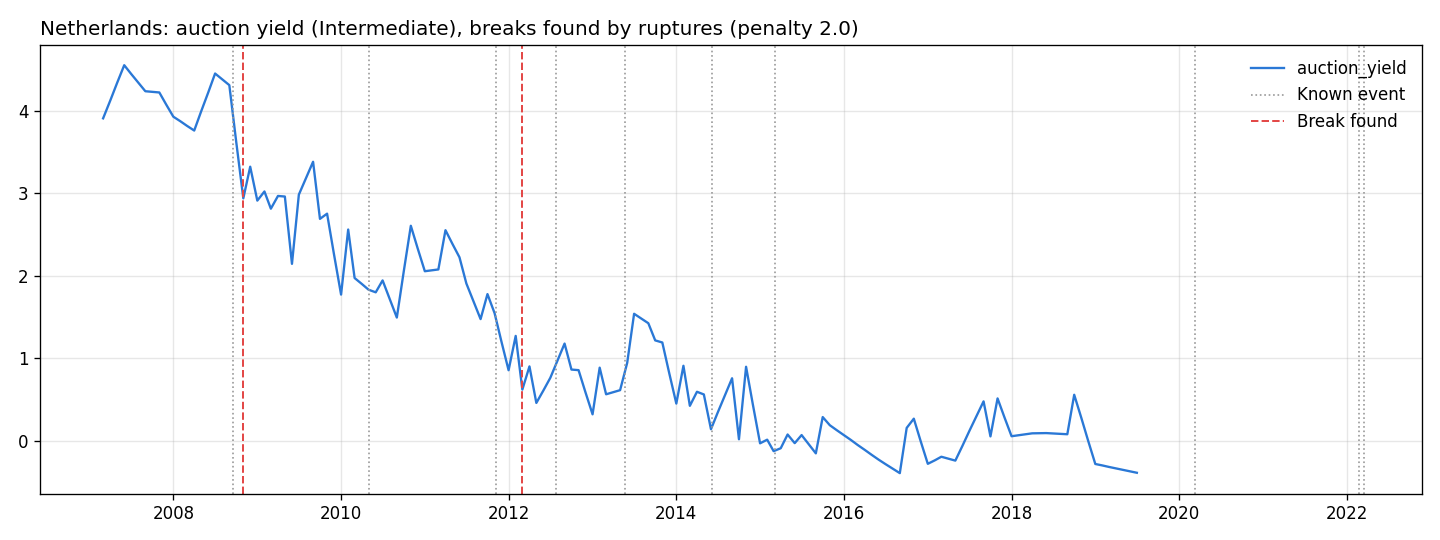 Netherlands: auction yield (Intermediate), breaks found by ruptures (penalty 2.0)
auction_yield
Known event
Break found
4
3
2
1
0
2008 2010 2012 2014 2016 2018 2020 2022